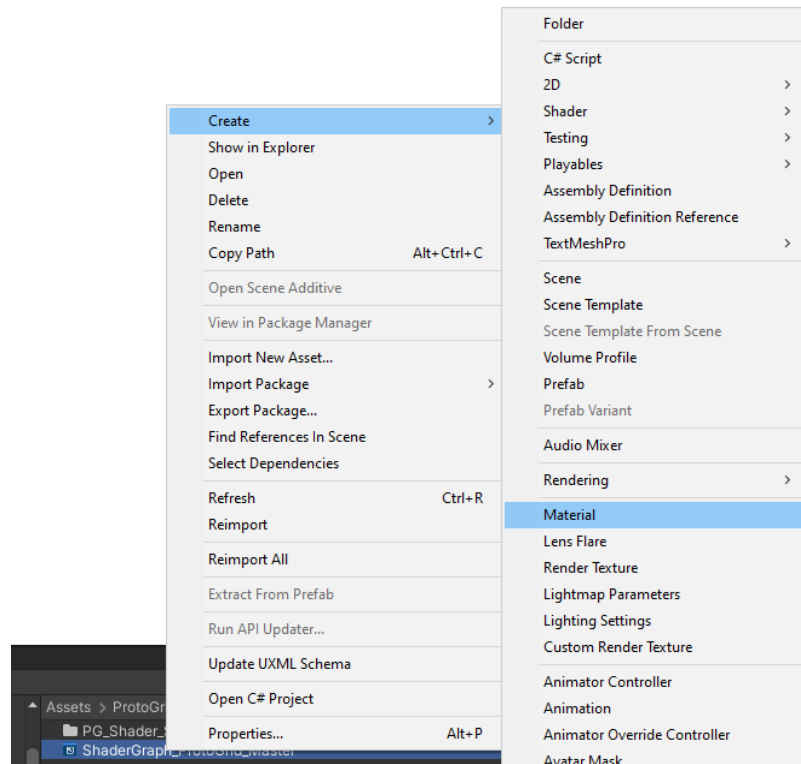 Create
Show in Explorer
Open
Delete
Rename
Copy Path Alt+Ctrl+C
Open Scene Additive
View in Package Manager
Import New Asset...
Import Package
Export Package...
Find References In Scene
Select Dependencies
Refresh Ctrl+R
Reimport
Reimport All
Extract From Prefab
Run API Updater...
Update UXML Schema
Open C# Project
Properties... Alt+P
Folder
C# Script
2D
Shader
Testing
Playables
Assembly Definition
Assembly Definition Reference
TextMeshPro
Scene
Scene Template
Scene Template From Scene
Volume Profile
Prefab
Prefab Variant
Audio Mixer
Rendering
Material
Lens Flare
Render Texture
Lightmap Parameters
Lighting Settings
Custom Render Texture
Animator Controller
Animation
Animator Override Controller
Avatar Mask
Assets > ProtoGr
PG_Shader_
ShaderGraph_ProtoGrid_Master